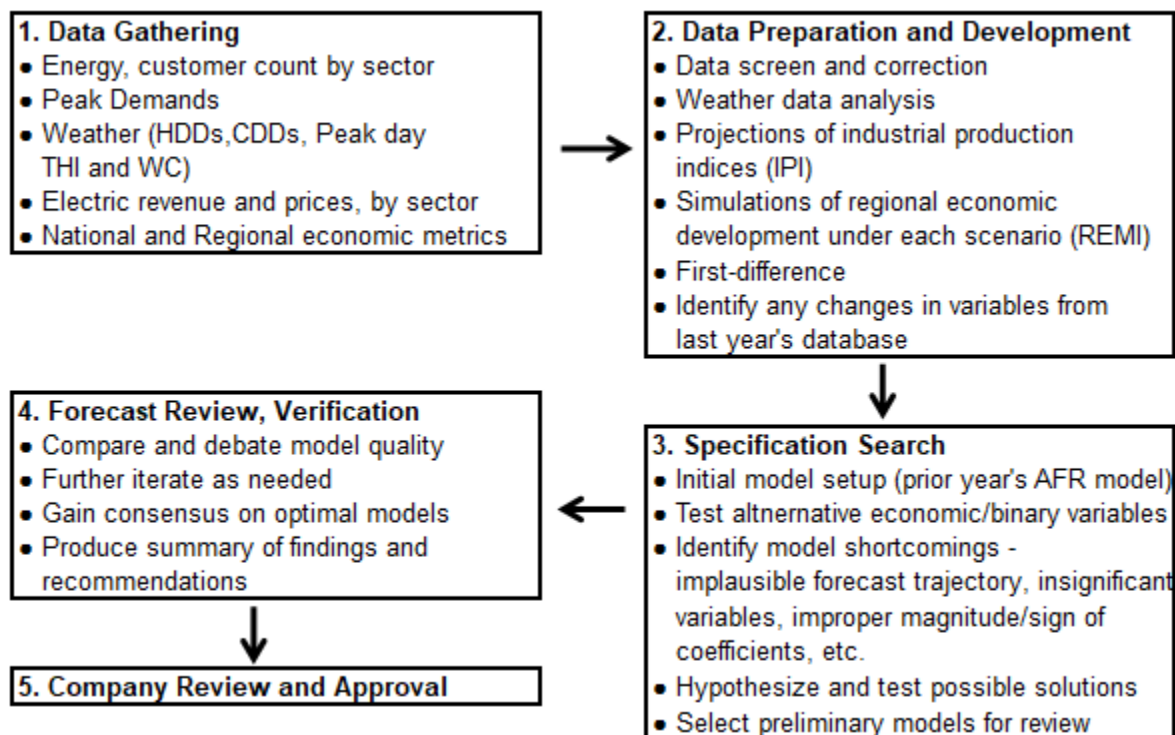 1. Data Gathering
● Energy, customer count by sector
● Peak Demands
● Weather (HDDs,CDDs, Peak day
THI and WC)
● Electric revenue and prices, by sector
● National and Regional economic metrics
2. Data Preparation and Development
● Data screen and correction
● Weather data analysis
● Projections of industrial production
indices (IPI)
● Simulations of regional economic
development under each scenario (REMI)
● First-difference
● Identify any changes in variables from
last year's database
3. Specification Search
● Initial model setup (prior year's AFR model)
● Test altnernative economic/binary variables
● Identify model shortcomings -
implausible forecast trajectory, insignificant
variables, improper magnitude/sign of
coefficients, etc.
● Hypothesize and test possible solutions
● Select preliminary models for review
4. Forecast Review, Verification
● Compare and debate model quality
● Further iterate as needed
● Gain consensus on optimal models
● Produce summary of findings and
recommendations
5. Company Review and Approval